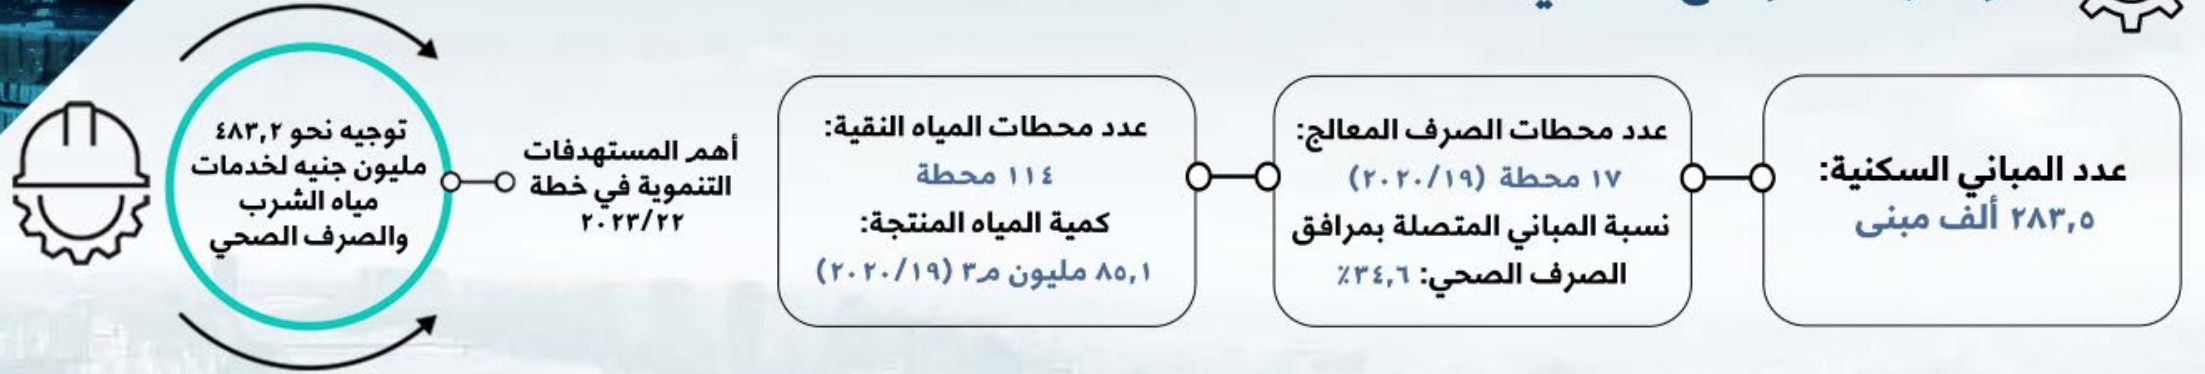 عدد المباني السكنية:
٢٨٣,٥ ألف مبنى
عدد محطات الصرف المعالج:
١٧ محطة (٢٠٢٠/١٩)
نسبة المباني المتصلة بمرافق
الصرف الصحي: ٣٤,٦٪
عدد محطات المياه النقية:
١١٤ محطة
كمية المياه المنتجة:
٨٥,١ مليون م٣ (٢٠٢٠/١٩)
أهم المستهدفات
التنموية في خطة
٢٠٢٣/٢٢
توجيه نحو ٤٨٣,٢
مليون جنيه لخدمات
مياه الشرب
والصرف الصحي